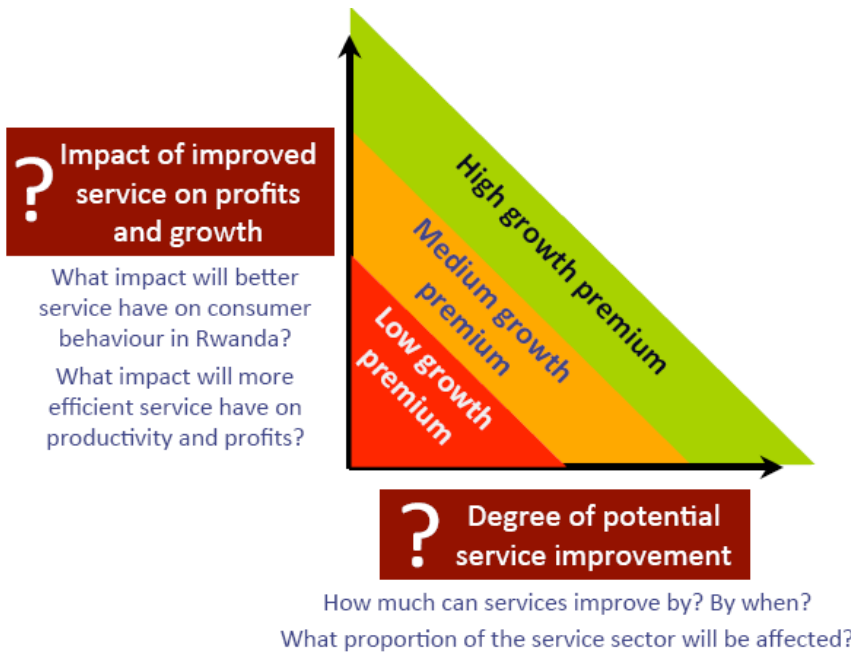 ?
Impact of improved
service on profits
and growth
What impact will better
service have on consumer
behaviour in Rwanda?
What impact will more
efficient service have on
productivity and profits?
High growth premium
Medium growth
premium
Low growth
premium
?
Degree of potential
service improvement
How much can services improve by? By when?
What proportion of the service sector will be affected?